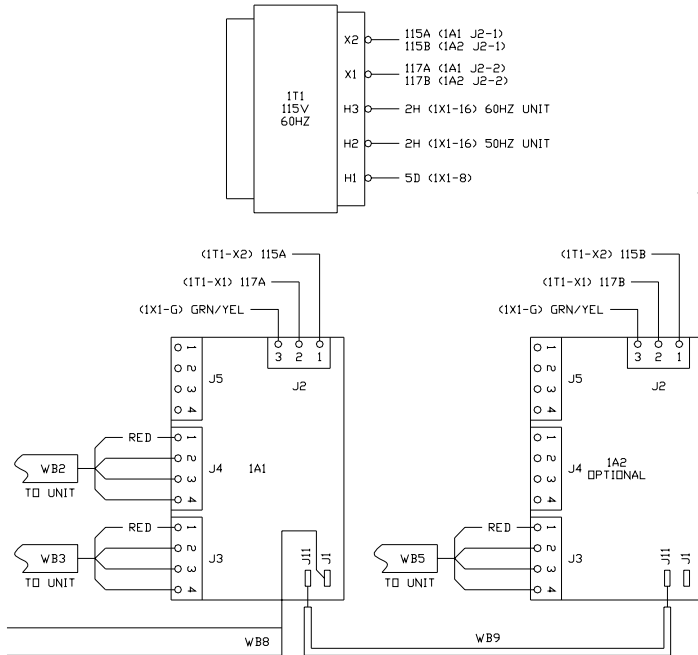 X2 115A (1A1 J2-1)
115B (1A2 J2-1)
X1 117A (1A1 J2-2)
117B (1A2 J2-2)
1T1
115V
60HZ
H3 2H (1X1-16) 60HZ UNIT
H2 2H (1X1-16) 50HZ UNIT
H1 5D (1X1-8)
(1T1-X2) 115A
(1T1-X1) 117A
(1X1-G) GRN/YEL
3 2 1
J2
1 2 3 4
J5
RED
1 2 3 4
J4
1A1
WB2
TO UNIT
RED
1 2 3 4
J3
WB3
TO UNIT
J11
J1
WB8
(1T1-X2) 115B
(1T1-X1) 117B
(1X1-G) GRN/YEL
3 2 1
J2
1 2 3 4
J5
1 2 3 4
J4
1A2
OPTIONAL
RED
1 2 3 4
J3
WB5
TO UNIT
J11
J1
WB9